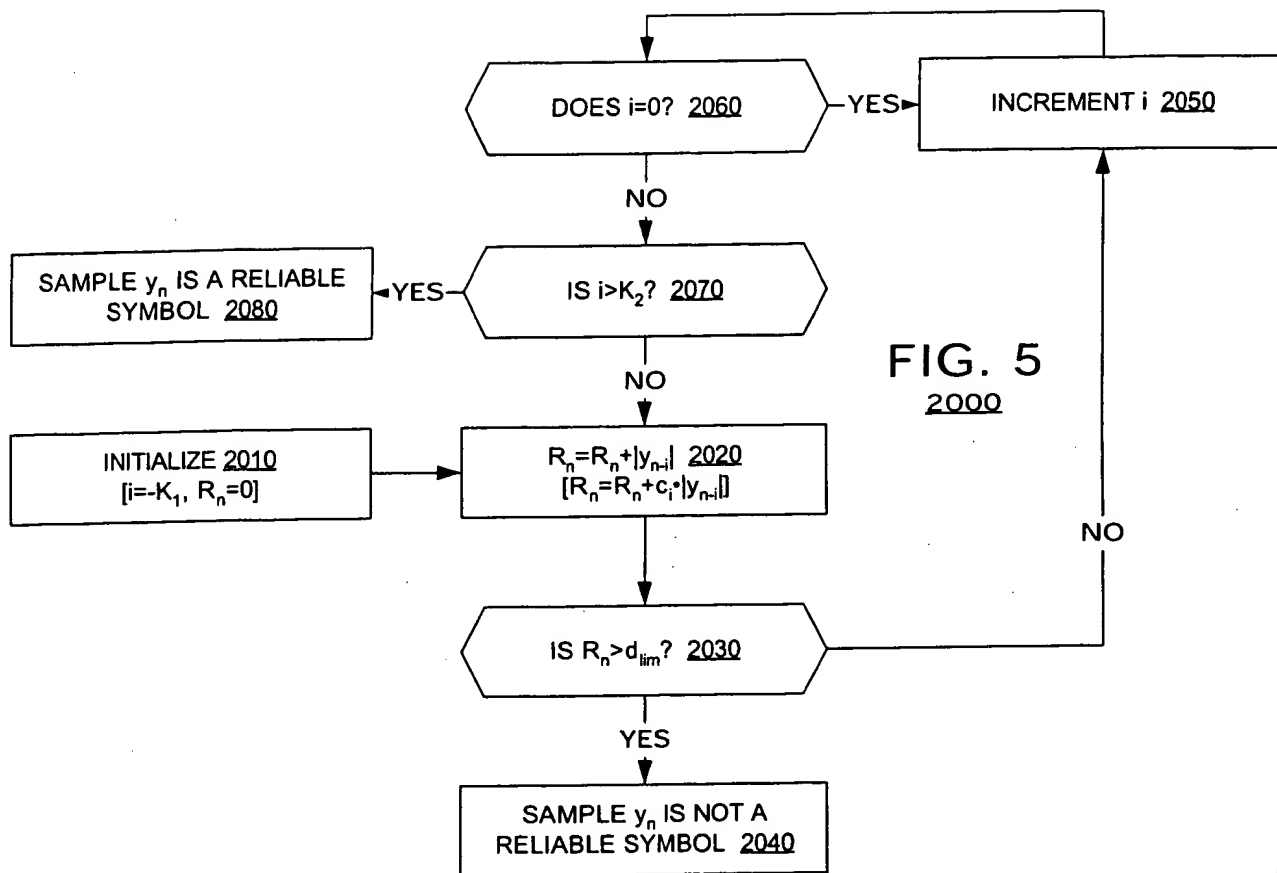 DOES i=0? 2060
YES
INCREMENT i 2050
NO
SAMPLE yₙ IS A RELIABLE
SYMBOL 2080
YES
IS i>K₂? 2070
NO
FIG. 5
2000
INITIALIZE 2010
[i=-K₁, Rₙ=0]
Rₙ=Rₙ+|yₙ₋ᵢ| 2020
[Rₙ=Rₙ+cᵢ•|yₙ₋ᵢ|]
NO
IS Rₙ>d_lim? 2030
YES
SAMPLE yₙ IS NOT A
RELIABLE SYMBOL 2040